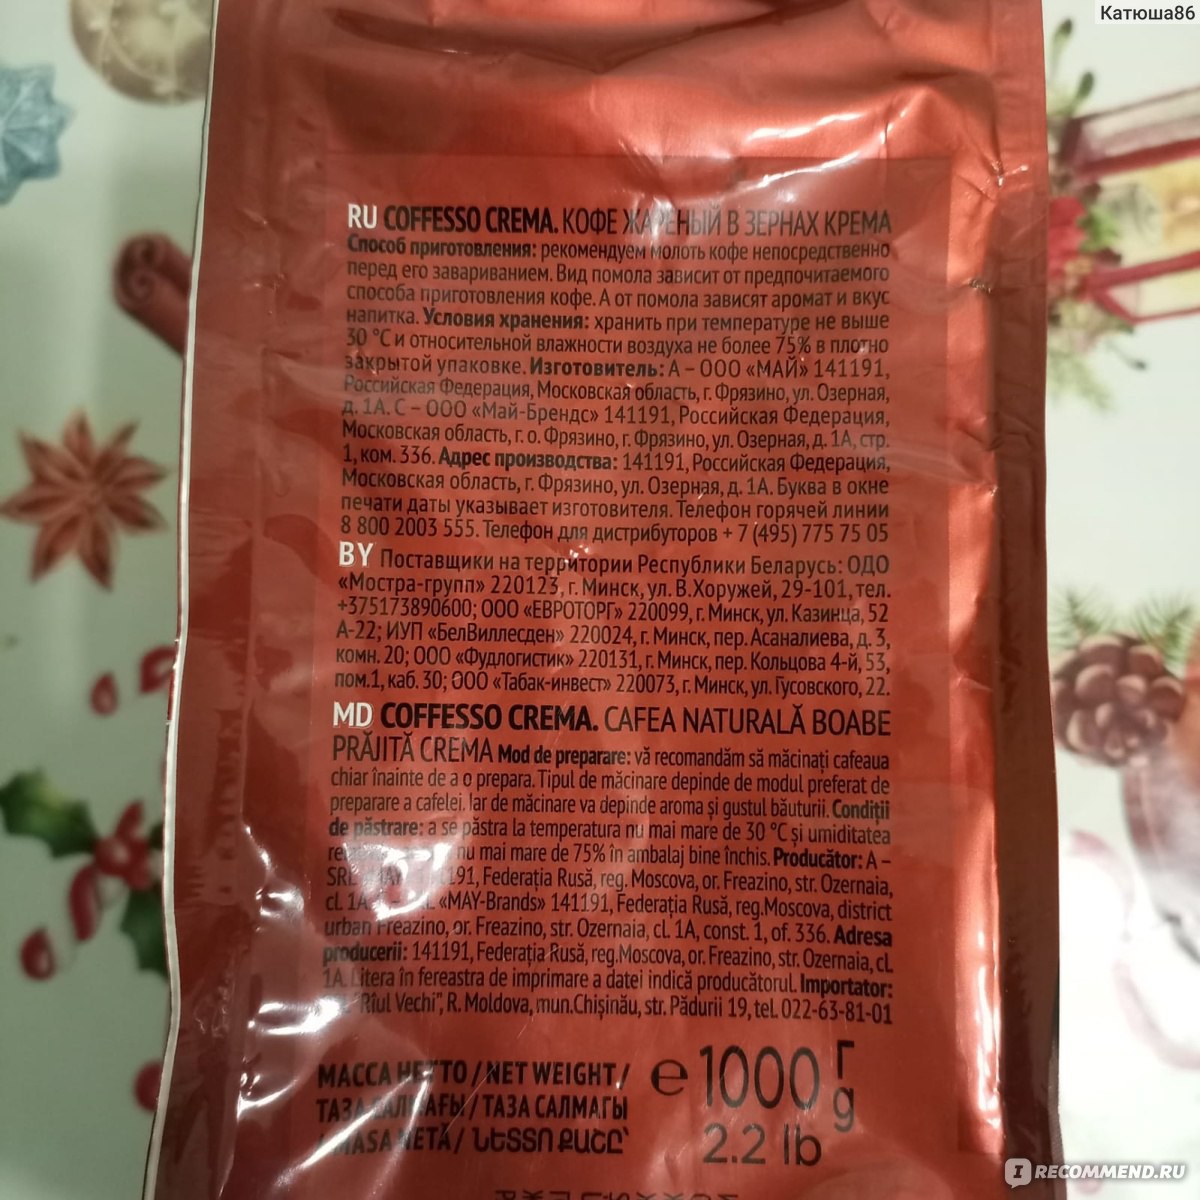 Катюша86
RU COFFESSO CREMA. КОФЕ ЖАРЕНЫЙ В ЗЕРНАХ КРЕМА
Способ приготовления: рекомендуем молоть кофе непосредственно
перед его завариванием. Вид помола зависит от предпочитаемого
способа приготовления кофе. А от помола зависят аромат и вкус
напитка. Условия хранения: хранить при температуре не выше
30 °С и относительной влажности воздуха не более 75% в плотно
закрытой упаковке. Изготовитель: А – ООО «МАЙ» 141191,
Российская Федерация, Московская область, г. Фрязино, ул. Озерная,
д. 1А. С – ООО «Май-Брендс» 141191, Российская Федерация,
Московская область, г. о. Фрязино, г. Фрязино, ул. Озерная, д. 1А, стр.
1, ком. 336. Адрес производства: 141191, Российская Федерация,
Московская область, г. Фрязино, ул. Озерная, д. 1А. Буква в окне
печати даты указывает изготовителя. Телефон горячей линии
8 800 2003 555. Телефон для дистрибуторов + 7 (495) 775 75 05
BY Поставщики на территории Республики Беларусь: ОДО
«Мостра-групп» 220123, г. Минск, ул. В.Хоружей, 29-101, тел.
+375173890600; ООО «ЕВРОТОРГ» 220099, г. Минск, ул. Казинца, 52
А-22; ИУП «БелВиллесден» 220024, г. Минск, пер. Асаналиева, д. 3,
комн. 20; ООО «Фудлогистик» 220131, г. Минск, пер. Кольцова 4-й, 53,
пом.1, каб. 30; ООО «Табак-инвест» 220073, г. Минск, ул. Гусовского, 22.
MD COFFESSO CREMA. CAFEA NATURALĂ BOABE
PRĂJITĂ CREMA Mod de preparare: vă recomandăm să măcinați cafeaua
chiar înainte de a o prepara. Tipul de măcinare depinde de modul preferat de
preparare a cafelei. Iar de măcinare va depinde aroma și gustul băuturii. Condiții
de păstrare: a se păstra la temperatura nu mai mare de 30 °C și umiditatea
nu mai mare de 75% în ambalaj bine închis. Producător: A –
SRL «MAY» 141191, Federația Rusă, reg. Moscova, or. Freazino, str. Ozernaia,
cl. 1A. «MAY-Brands» 141191, Federația Rusă, reg.Moscova, district
urban Freazino, or. Freazino, str. Ozernaia, cl. 1A, const. 1, of. 336. Adresa
producerii: 141191, Federația Rusă, reg.Moscova, or. Freazino, str. Ozernaia, cl.
1A. Litera în fereastra de imprimare a datei indică producătorul. Importator:
"Rîul Vechi", R. Moldova, mun.Chișinău, str. Pădurii 19, tel. 022-63-81-01
МАССА НЕТТО / NET WEIGHT / ℮ 1000 г g
ТАЗА САЛМАҒЫ / ТАЗА САЛМАГЫ
/ MASA NETĂ / ՆԵՏՏՈ ՔԱՇԸ՝ 2.2 lb
IRECOMMEND.RU